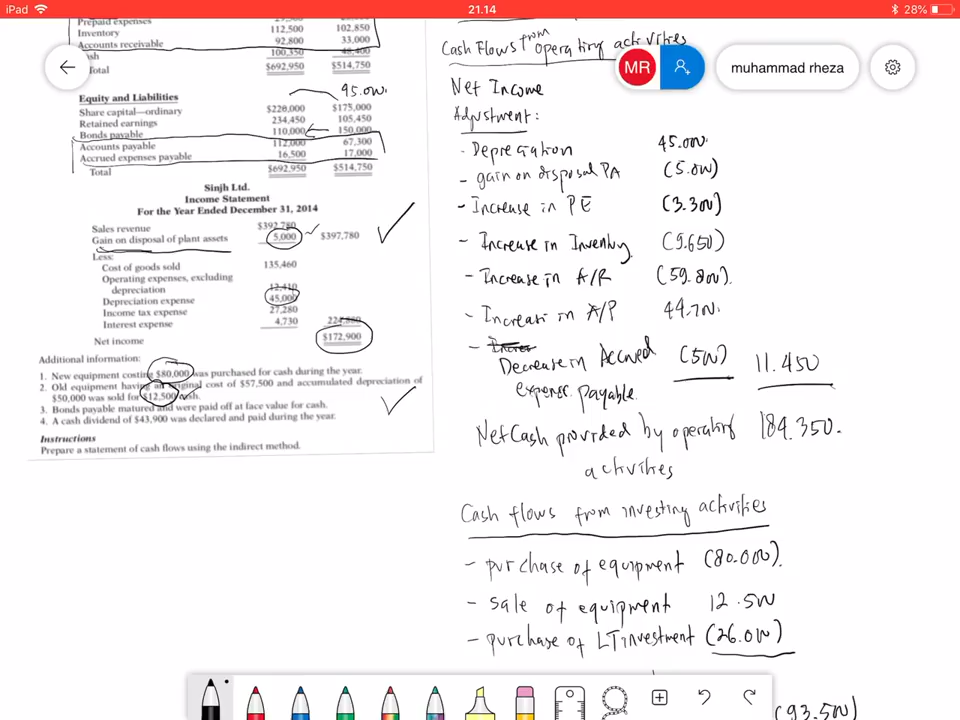 iPad
21.14
28%
Prepaid expenses
Inventory 112,500 102,850
Accounts receivable 92,800 33,000
100,350 48,400
Total $692,950 $514,750
95.000
Equity and Liabilities
Share capital—ordinary $220,000 $175,000
Retained earnings 234,450 105,450
Bonds payable 110,000 150,000
Accounts payable 112,000 67,300
Accrued expenses payable 16,500 17,000
Total $692,950 $514,750
Sinjh Ltd.
Income Statement
For the Year Ended December 31, 2014
Sales revenue $392,780
Gain on disposal of plant assets 5,000 $397,780
Less:
Cost of goods sold 135,460
Operating expenses, excluding
depreciation 12,410
Depreciation expense 45,000
Income tax expense 27,280
Interest expense 4,730 224,880
Net income $172,900
Additional information:
1. New equipment costing $80,000 was purchased for cash during the year.
2. Old equipment having an original cost of $57,500 and accumulated depreciation of
$50,000 was sold for $12,500 cash.
3. Bonds payable matured and were paid off at face value for cash.
4. A cash dividend of $43,900 was declared and paid during the year.
Instructions
Prepare a statement of cash flows using the indirect method.
MR
muhammad rheza
Cash Flows from operating activities
Net Income
Adjustment:
- Depreciation 45.000
- gain on disposal PA (5.000)
- Increase in PE (3.300)
- Increase in Inventory (9.650)
- Increase in A/R (59.800)
- Increase in A/P 44.700
- Decrease in Accrued (500) 11.450
expense payable
Net Cash provided by operating 184.350
activities
Cash flows from investing activities
- purchase of equipment (80.000)
- sale of equipment 12.500
- purchase of LT investment (26.000)
(93.500)